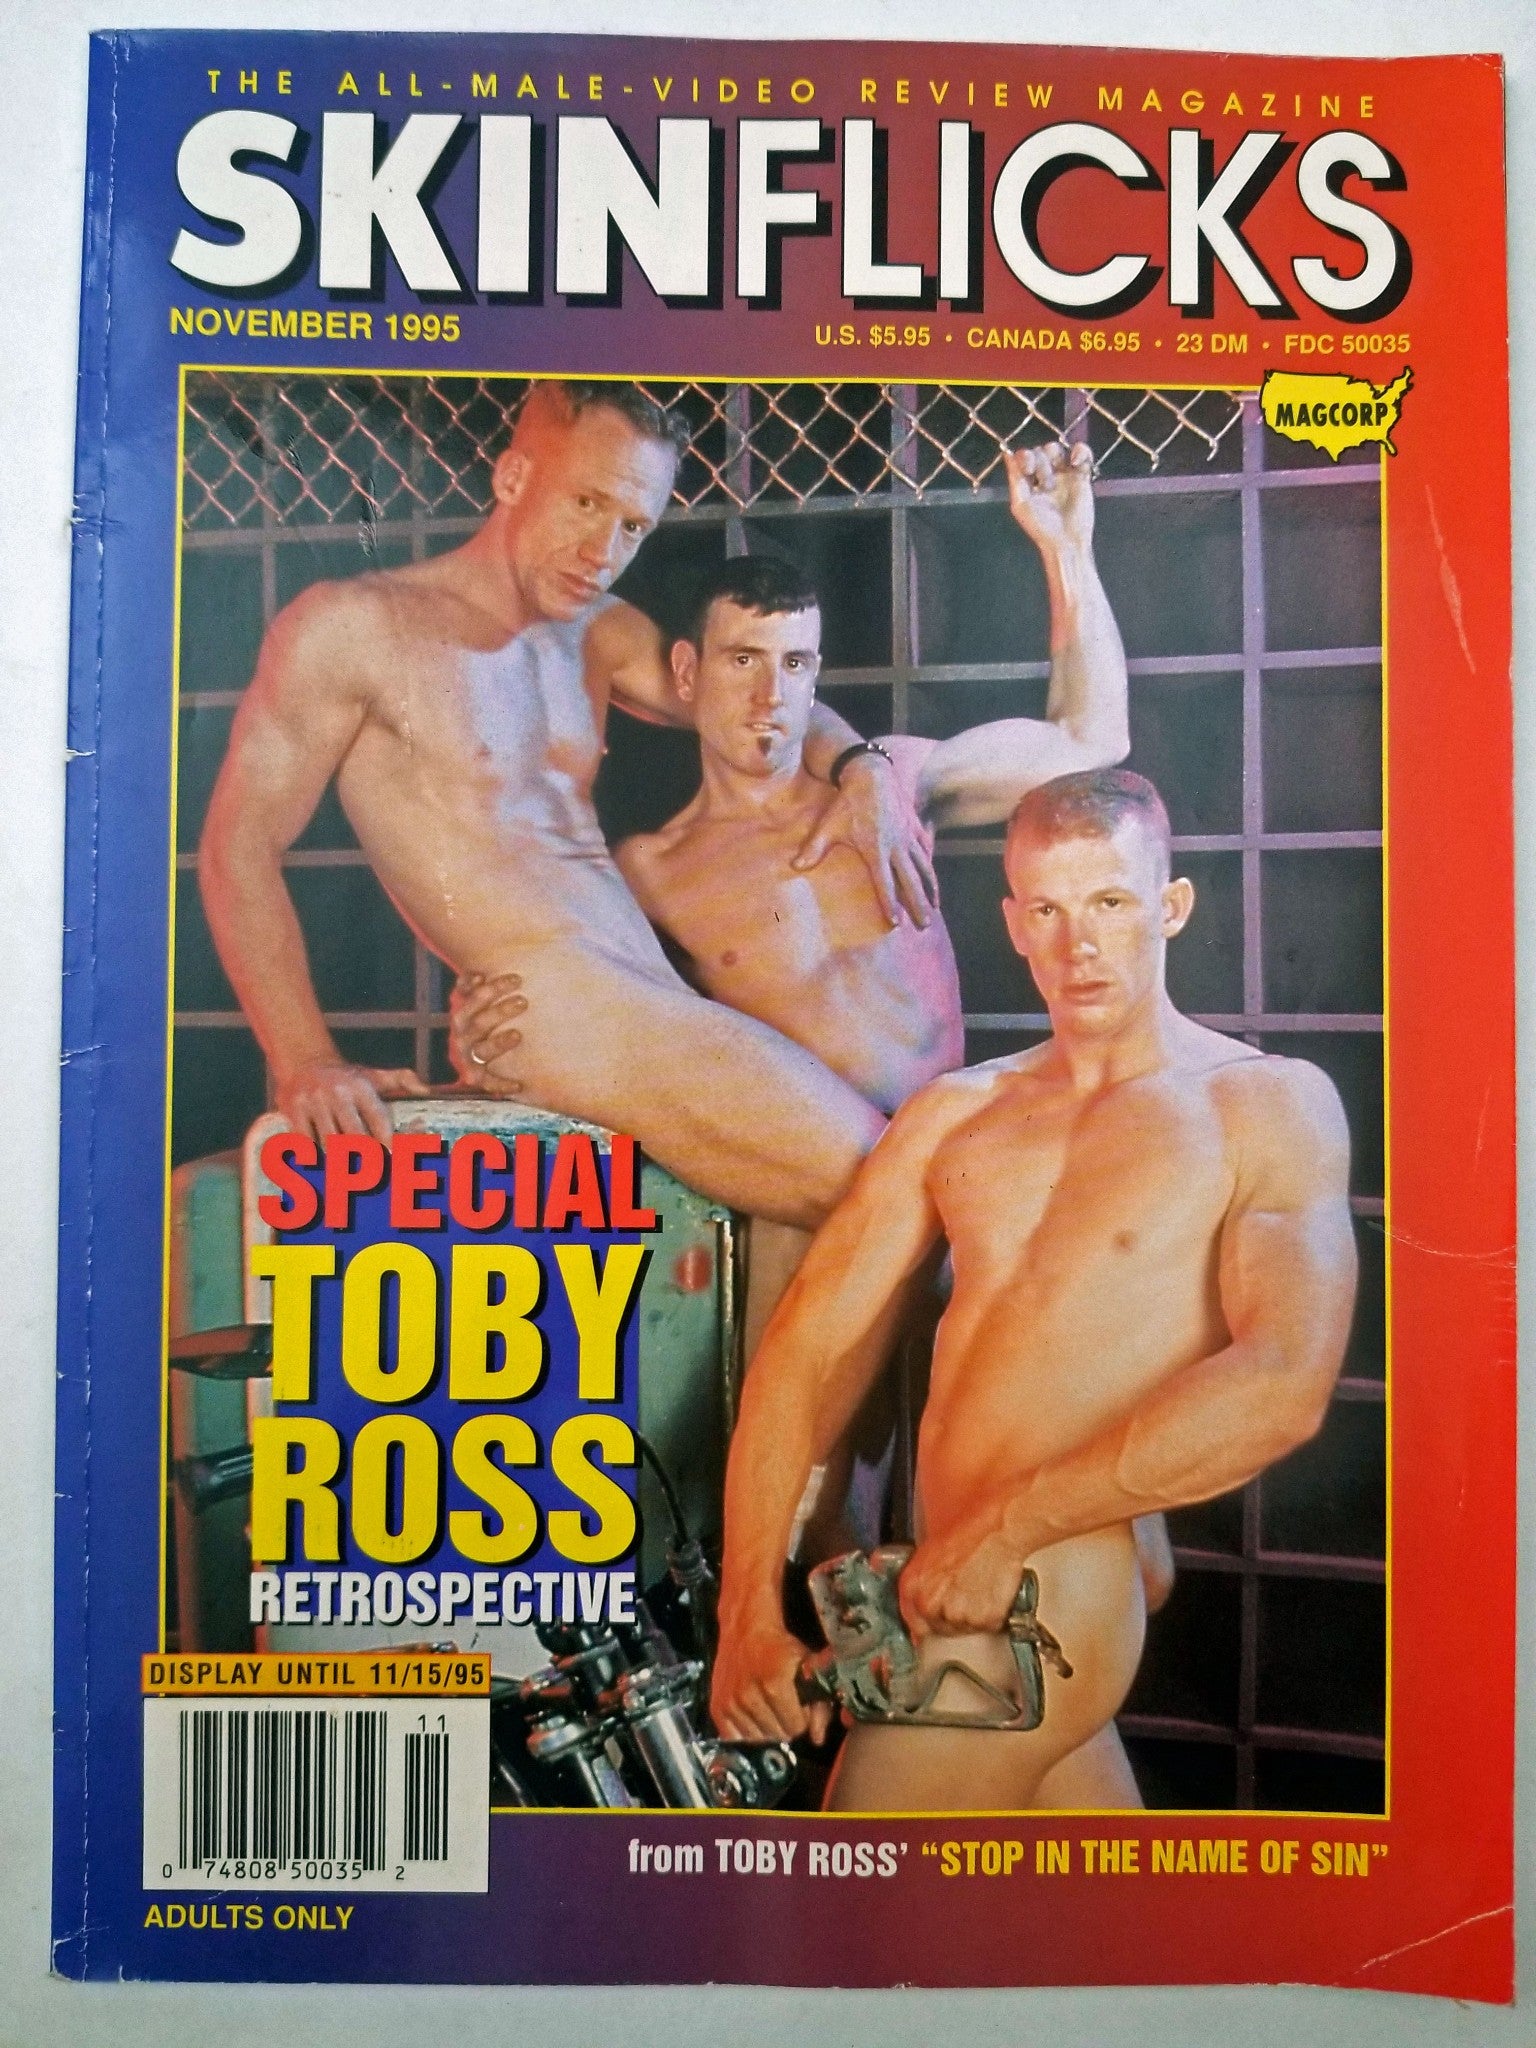 THE ALL-MALE-VIDEO REVIEW MAGAZINE
SKINFLICKS
NOVEMBER 1995
U.S. $5.95 • CANADA $6.95 • 23 DM • FDC 50035
MAGCORP
SPECIAL
TOBY
ROSS
RETROSPECTIVE
DISPLAY UNTIL 11/15/95
11
0 74808 50035 2
from TOBY ROSS' "STOP IN THE NAME OF SIN"
ADULTS ONLY